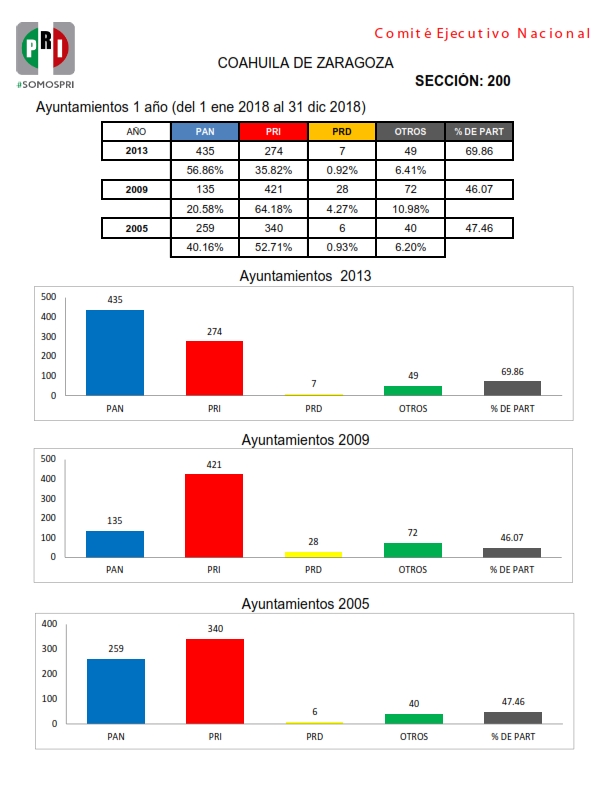 Comité Ejecutivo Nacional
PRI
#SOMOSPRI
COAHUILA DE ZARAGOZA
SECCIÓN: 200
Ayuntamientos 1 año (del 1 ene 2018 al 31 dic 2018)
AÑO PAN PRI PRD OTROS % DE PART
2013 435 274 7 49 69.86
56.86% 35.82% 0.92% 6.41%
2009 135 421 28 72 46.07
20.58% 64.18% 4.27% 10.98%
2005 259 340 6 40 47.46
40.16% 52.71% 0.93% 6.20%
Ayuntamientos 2013
500
400
300
200
100
0
435 274 7 49 69.86
PAN PRI PRD OTROS % DE PART
Ayuntamientos 2009
500
400
300
200
100
0
135 421 28 72 46.07
PAN PRI PRD OTROS % DE PART
Ayuntamientos 2005
400
300
200
100
0
259 340 6 40 47.46
PAN PRI PRD OTROS % DE PART